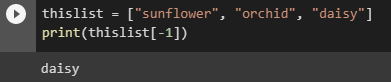 thislist = ["sunflower", "orchid", "daisy"]
print(thislist[-1])
daisy